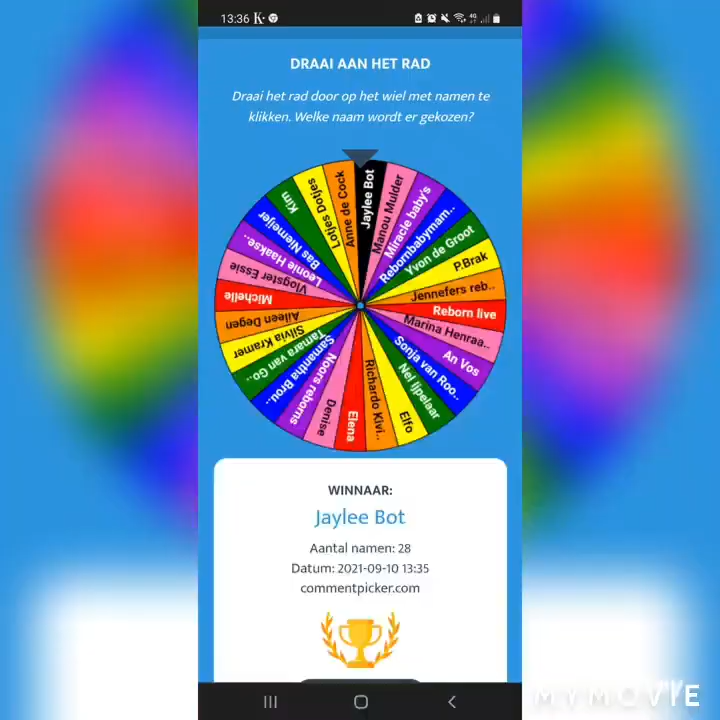 13:36 K
4G
DRAAI AAN HET RAD
Draai het rad door op het wiel met namen te
klikken. Welke naam wordt er gekozen?
Jaylee Bot
Manou Mulder
Miracle baby's
Rebornbabymam..
Yvon de Groot
P.Brak
Jennefers reb..
Reborn live
Marina Henraa..
An Vos
Sonja van Roo..
Nel Ijpelaar
Elfo
Richardo Kivi..
Elena
Denise
Noors reborns
Samantha Brou..
Tamara van Go..
Silvia Kramer
Aileen Degen
Michelle
Vlogster Essie
Leonie Haakse..
Bas Niemeijer
Kim
Lotjes Dotjes
Anne de Cock
WINNAAR:
Jaylee Bot
Aantal namen: 28
Datum: 2021-09-10 13:35
commentpicker.com
MYMOVIE